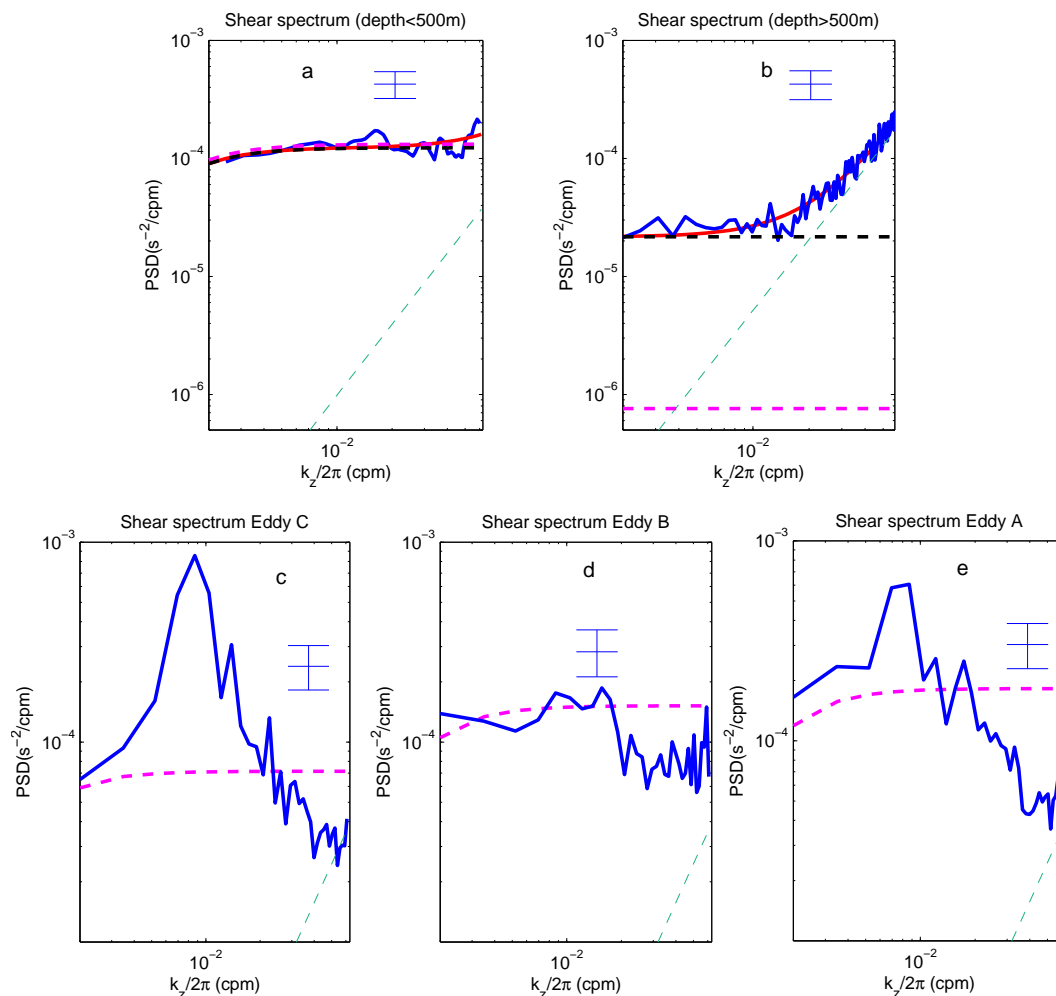 Shear spectrum (depth<500m)
Shear spectrum (depth>500m)
a
b
10^-3
10^-4
10^-5
10^-6
10^-2
PSD(s^-2/cpm)
k_z/2π (cpm)
10^-3
10^-4
10^-5
10^-6
10^-2
PSD(s^-2/cpm)
k_z/2π (cpm)
Shear spectrum Eddy C
Shear spectrum Eddy B
Shear spectrum Eddy A
c
d
e
10^-3
10^-4
10^-2
PSD(s^-2/cpm)
k_z/2π (cpm)
10^-3
10^-4
10^-2
PSD(s^-2/cpm)
k_z/2π (cpm)
10^-3
10^-4
10^-2
PSD(s^-2/cpm)
k_z/2π (cpm)